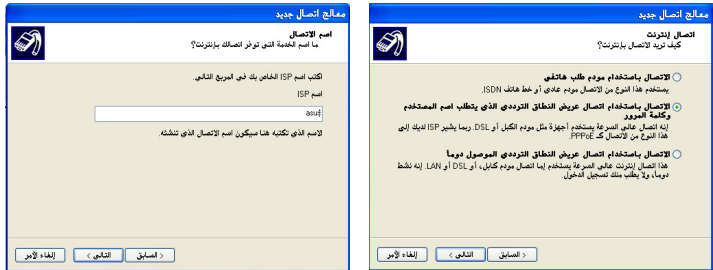 معالج اتصال جديد
اتصال إنترنت
كيف تريد الاتصال بإنترنت؟
الاتصال باستخدام مودم طلب هاتفي
يستخدم هذا النوع من الاتصال مودم عادي أو خط هاتف ISDN.
الاتصال باستخدام اتصال عريض النطاق الترددي الذي يتطلب اسم المستخدم
وكلمة المرور
إنه اتصال عالي السرعة يستخدم أجهزة مثل مودم الكبل أو DSL. ربما يشير ISP لديك إلى
هذا النوع من الاتصال كـ PPPoE.
الاتصال باستخدام اتصال عريض النطاق الترددي الموصول دوماً
هذا اتصال إنترنت عالي السرعة يستخدم إما اتصال مودم كابل، أو DSL أو LAN. إنه نشط
دوماً، ولا يطلب منك تسجيل الدخول.
< السابق
التالي >
إلغاء الأمر
معالج اتصال جديد
اسم الاتصال
ما اسم الخدمة التي توفر اتصالك بإنترنت؟
اكتب اسم ISP الخاص بك في المربع التالي.
اسم ISP
asu
الاسم الذي تكتبه هنا سيكون اسم الاتصال الذي تنشئه.
< السابق
التالي >
إلغاء الأمر